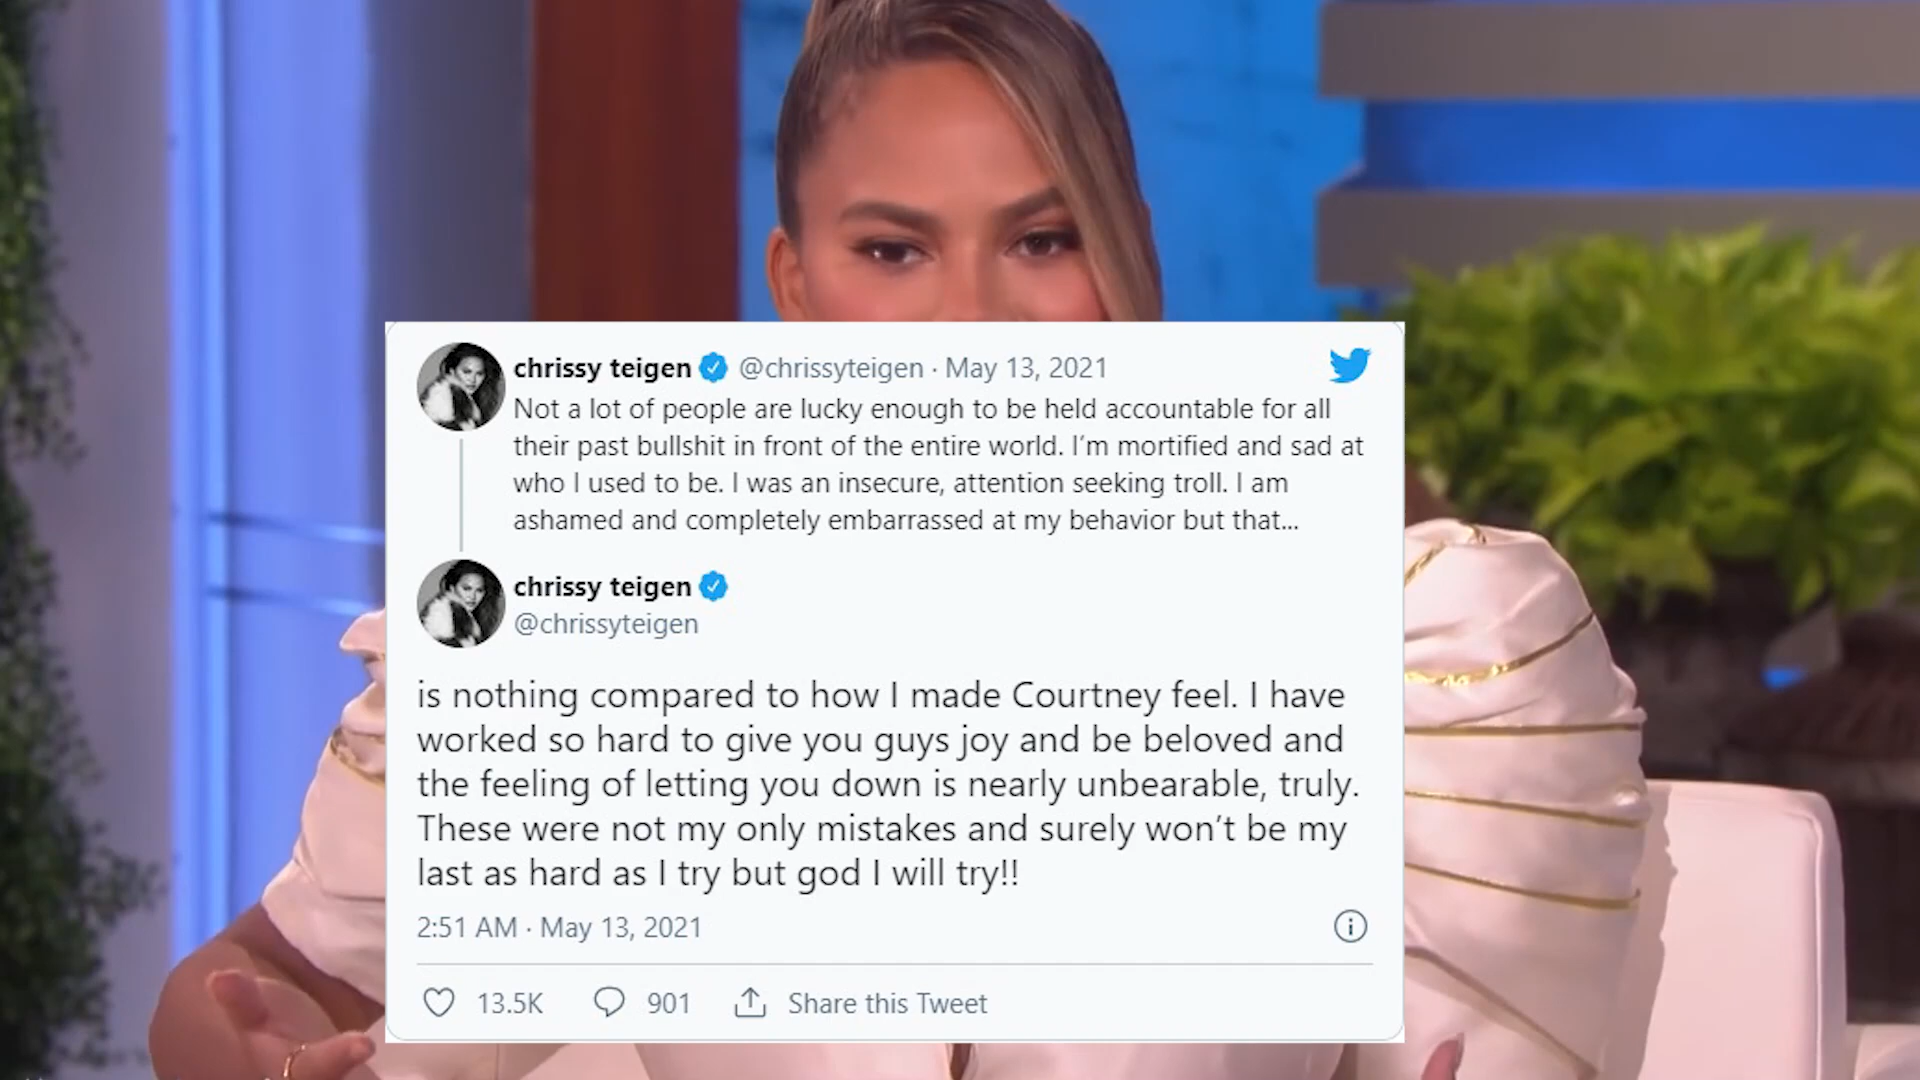 chrissy teigen @chrissyteigen · May 13, 2021
Not a lot of people are lucky enough to be held accountable for all
their past bullshit in front of the entire world. I'm mortified and sad at
who I used to be. I was an insecure, attention seeking troll. I am
ashamed and completely embarrassed at my behavior but that...
chrissy teigen
@chrissyteigen
is nothing compared to how I made Courtney feel. I have
worked so hard to give you guys joy and be beloved and
the feeling of letting you down is nearly unbearable, truly.
These were not my only mistakes and surely won't be my
last as hard as I try but god I will try!!
2:51 AM · May 13, 2021
13.5K 901 Share this Tweet